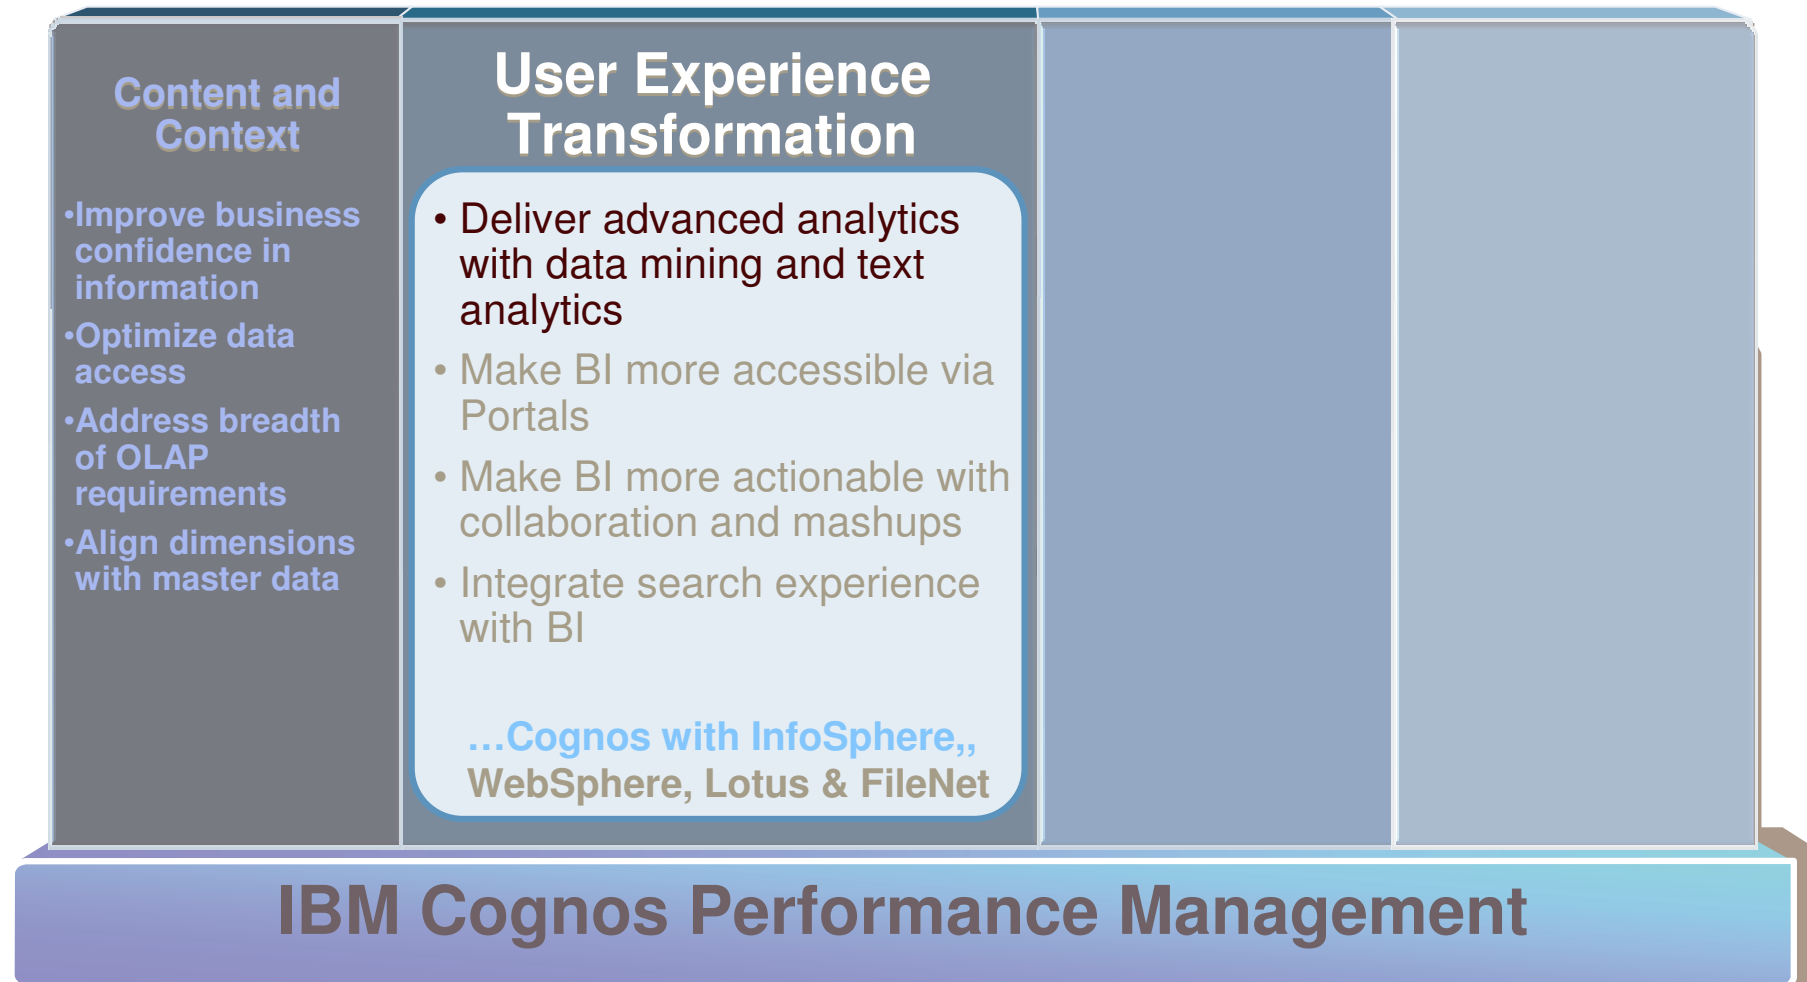 Content and
Context
•Improve business
confidence in
information
•Optimize data
access
•Address breadth
of OLAP
requirements
•Align dimensions
with master data
User Experience
Transformation
• Deliver advanced analytics
with data mining and text
analytics
• Make BI more accessible via
Portals
• Make BI more actionable with
collaboration and mashups
• Integrate search experience
with BI
…Cognos with InfoSphere,,
WebSphere, Lotus & FileNet
IBM Cognos Performance Management